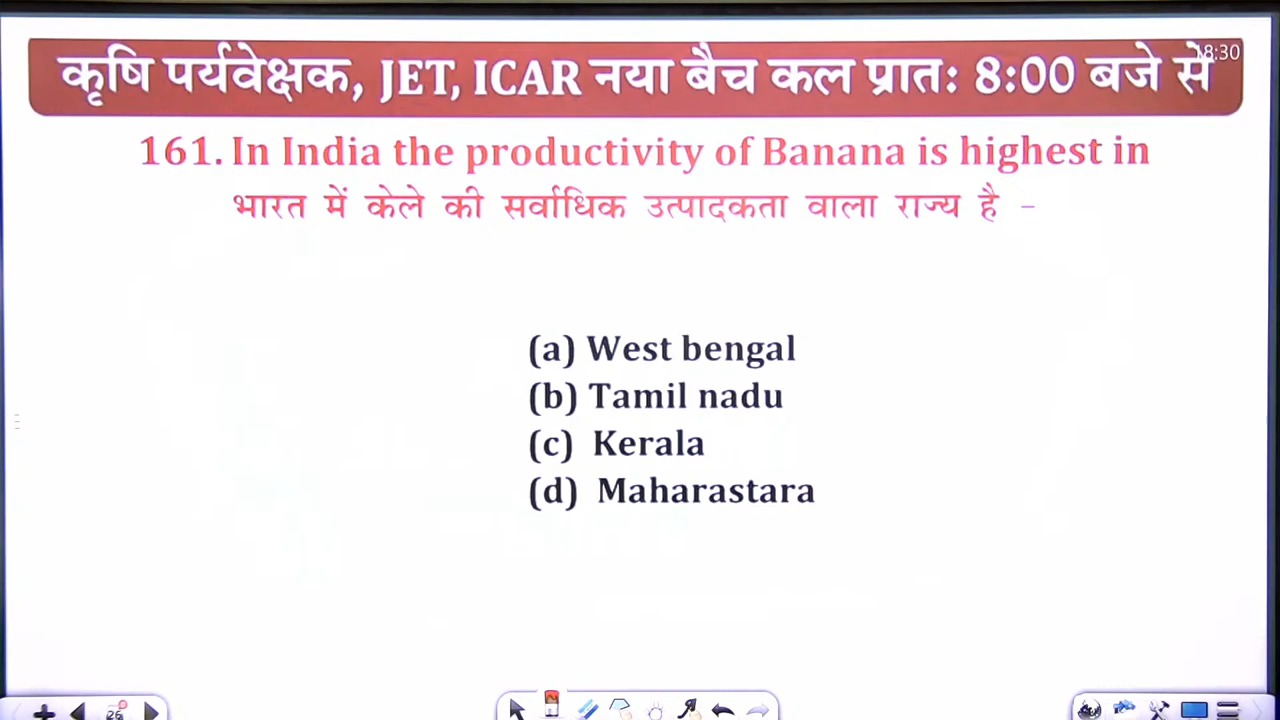 कृषि पर्यवेक्षक, JET, ICAR नया बैच कल प्रातः 8:00 बजे से
18:30
161. In India the productivity of Banana is highest in
भारत में केले की सर्वाधिक उत्पादकता वाला राज्य है -
(a) West bengal
(b) Tamil nadu
(c) Kerala
(d) Maharastara
26